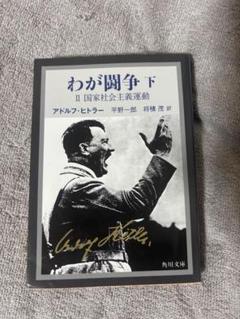 わが闘争 下
II 国家社会主義運動
アドルフ・ヒトラー 平野一郎 将積茂 訳
角川文庫